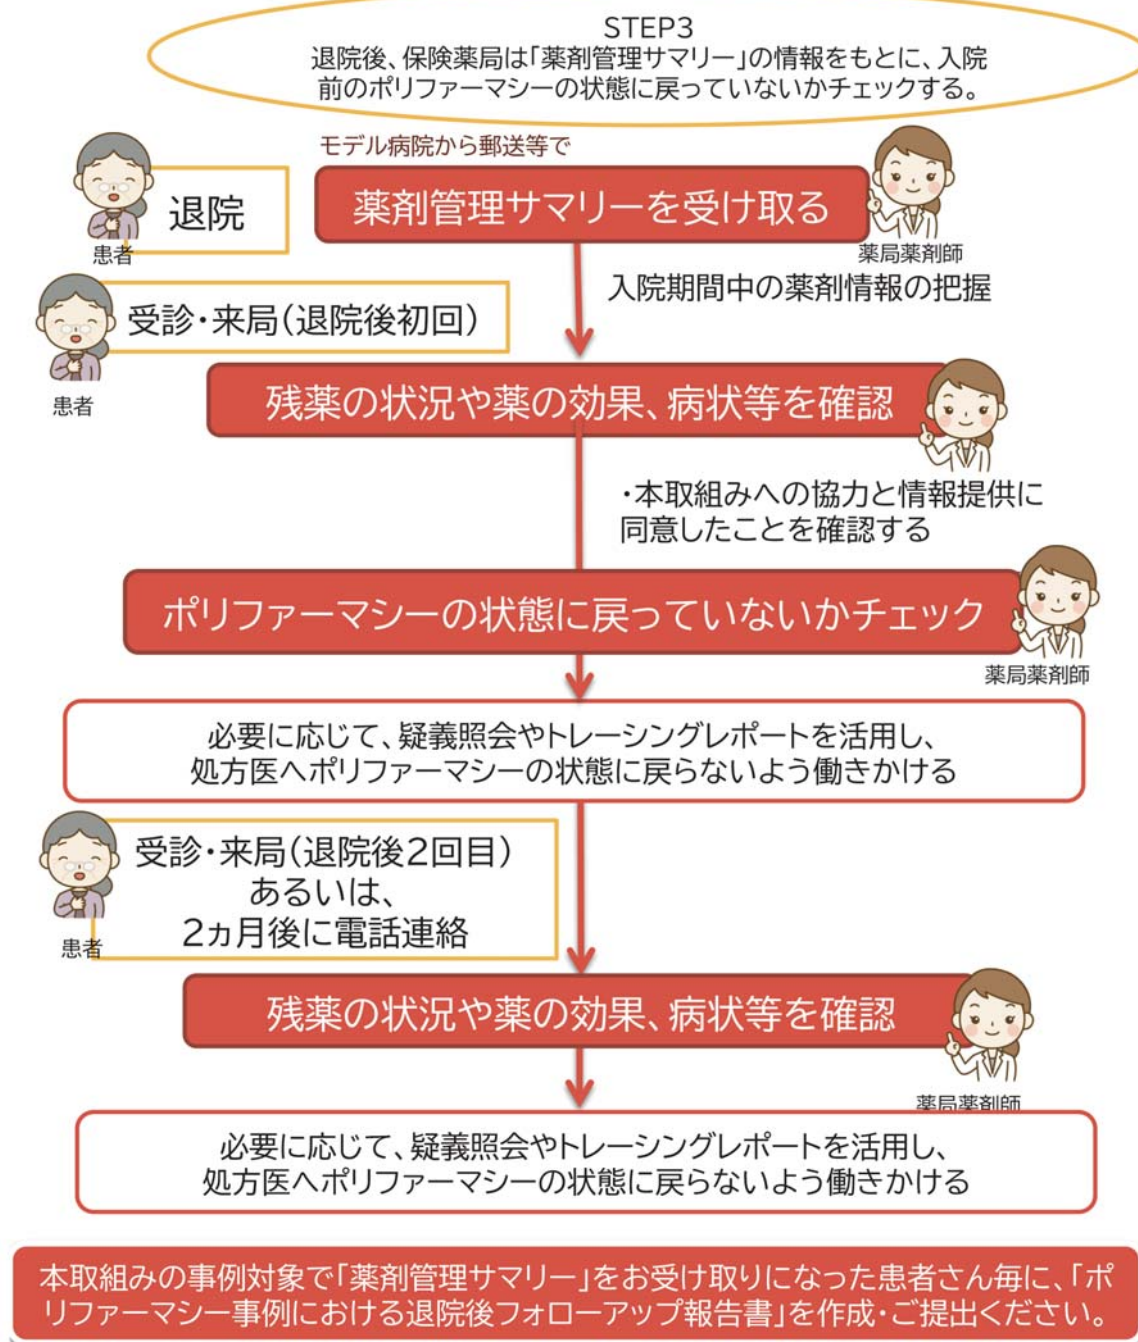 STEP3
退院後、保険薬局は「薬剤管理サマリー」の情報をもとに、入院
前のポリファーマシーの状態に戻っていないかチェックする。
モデル病院から郵送等で
退院
薬剤管理サマリーを受け取る
患者
薬局薬剤師
入院期間中の薬剤情報の把握
受診・来局(退院後初回)
患者
残薬の状況や薬の効果、病状等を確認
・本取組みへの協力と情報提供に
同意したことを確認する
ポリファーマシーの状態に戻っていないかチェック
薬局薬剤師
必要に応じて、疑義照会やトレーシングレポートを活用し、
処方医へポリファーマシーの状態に戻らないよう働きかける
受診・来局(退院後2回目)
あるいは、
2ヵ月後に電話連絡
患者
残薬の状況や薬の効果、病状等を確認
薬局薬剤師
必要に応じて、疑義照会やトレーシングレポートを活用し、
処方医へポリファーマシーの状態に戻らないよう働きかける
本取組みの事例対象で「薬剤管理サマリー」をお受け取りになった患者さん毎に、「ポ
リファーマシー事例における退院後フォローアップ報告書」を作成・ご提出ください。